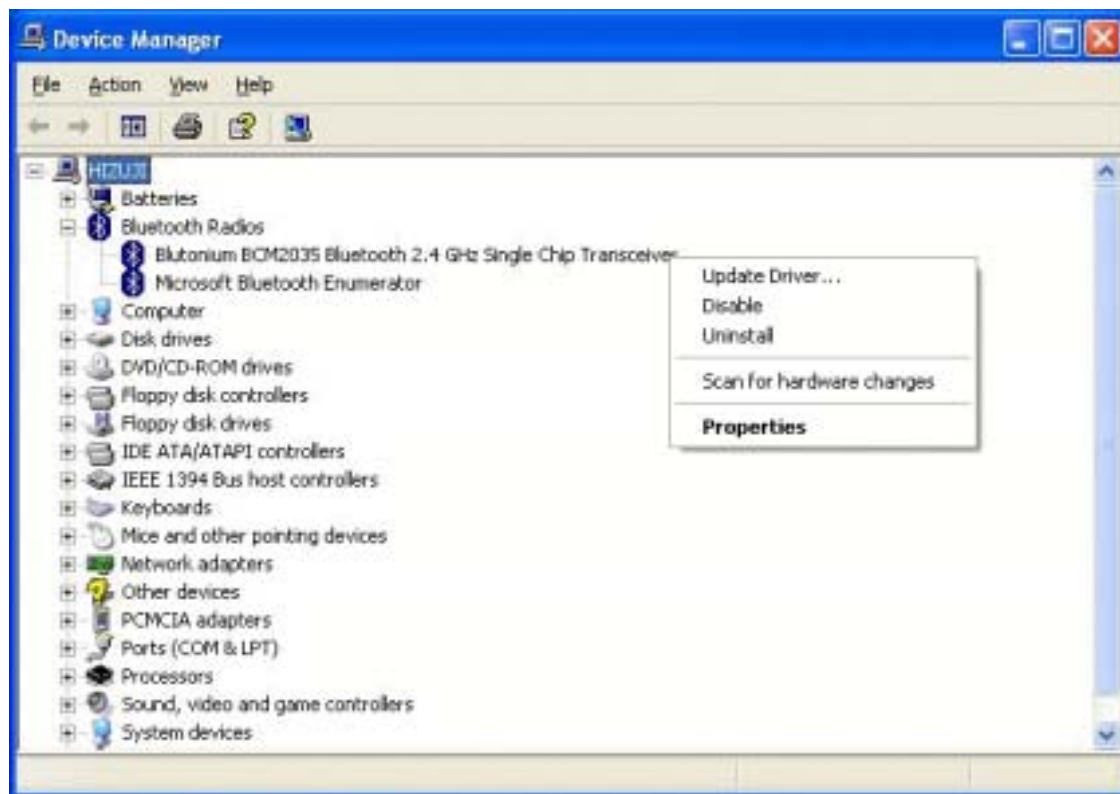 Device Manager
File Action View Help
HIZUJI
Batteries
Bluetooth Radios
Blutonium BCM2035 Bluetooth 2.4 GHz Single Chip Transceiver
Microsoft Bluetooth Enumerator
Computer
Disk drives
DVD/CD-ROM drives
Floppy disk controllers
Floppy disk drives
IDE ATA/ATAPI controllers
IEEE 1394 Bus host controllers
Keyboards
Mice and other pointing devices
Network adapters
Other devices
PCMCIA adapters
Ports (COM & LPT)
Processors
Sound, video and game controllers
System devices
Update Driver...
Disable
Uninstall
Scan for hardware changes
Properties